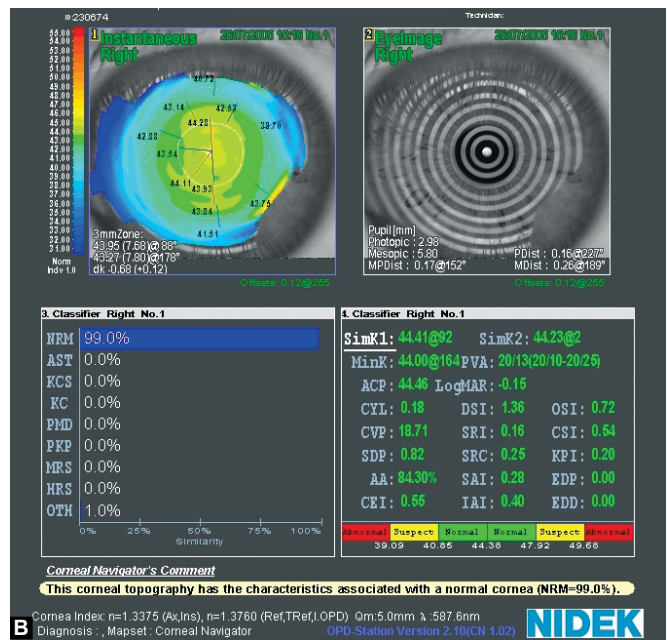 ID:230674
Technician:
1 Instantaneous 26/07/2005 16:18 No.1
Right
2 EyeImage 26/07/2005 16:18 No.1
Right
55.00
54.00
53.00
52.00
51.00
50.00
49.00
48.00
47.00
46.00
45.00
44.00
43.00
42.00
41.00
40.00
39.00
38.00
37.00
36.00
35.00
34.00
33.00
32.00
31.00
Norm
Indv 1.0
40.72
43.14
42.53
44.28
38.70
42.88
43.54
44.11
43.93
43.75
43.84
41.51
3mmZone:
43.95 (7.68)@88°
43.27 (7.80)@178°
dk -0.68 (+0.12)
Offsets: 0.12@255
Pupil[mm]
Photopic : 2.98
Mesopic : 5.80
MPDist : 0.17@152°
PDist : 0.16@227°
MDist : 0.26@189°
Offsets: 0.12@255
3. Classifier Right No.1
NRM 99.0%
AST 0.0%
KCS 0.0%
KC 0.0%
PMD 0.0%
PKP 0.0%
MRS 0.0%
HRS 0.0%
OTH 1.0%
0% 25% 50% 75% 100%
Similarity
4. Classifier Right No.1
SimK1: 44.41@92 SimK2: 44.23@2
MinK: 44.00@164 PVA: 20/13(20/10-20/25)
ACP: 44.46 LogMAR: -0.15
CYL: 0.18 DSI: 1.36 OSI: 0.72
CVP: 18.71 SRI: 0.16 CSI: 0.54
SDP: 0.82 SRC: 0.25 KPI: 0.20
AA: 84.30% SAI: 0.28 EDP: 0.00
CEI: 0.55 IAI: 0.40 EDD: 0.00
Abnormal Suspect Normal Normal Suspect Abnormal
39.09 40.85 44.38 47.92 49.68
Corneal Navigator's Comment
This corneal topography has the characteristics associated with a normal cornea (NRM=99.0%).
B
Cornea Index: n=1.3375 (Ax,Ins), n=1.3760 (Ref,TRef,I.OPD) Qm:5.0mm λ :587.6nm
Diagnosis : , Mapset : Corneal Navigator OPD-Station Version 2.10(CN 1.02)
NIDEK